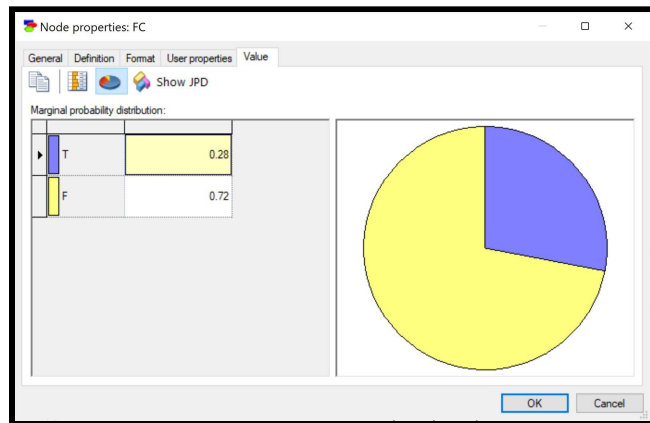 Node properties: FC
General Definition Format User properties Value
Show JPD
Marginal probability distribution:
T 0.28
F 0.72
OK Cancel